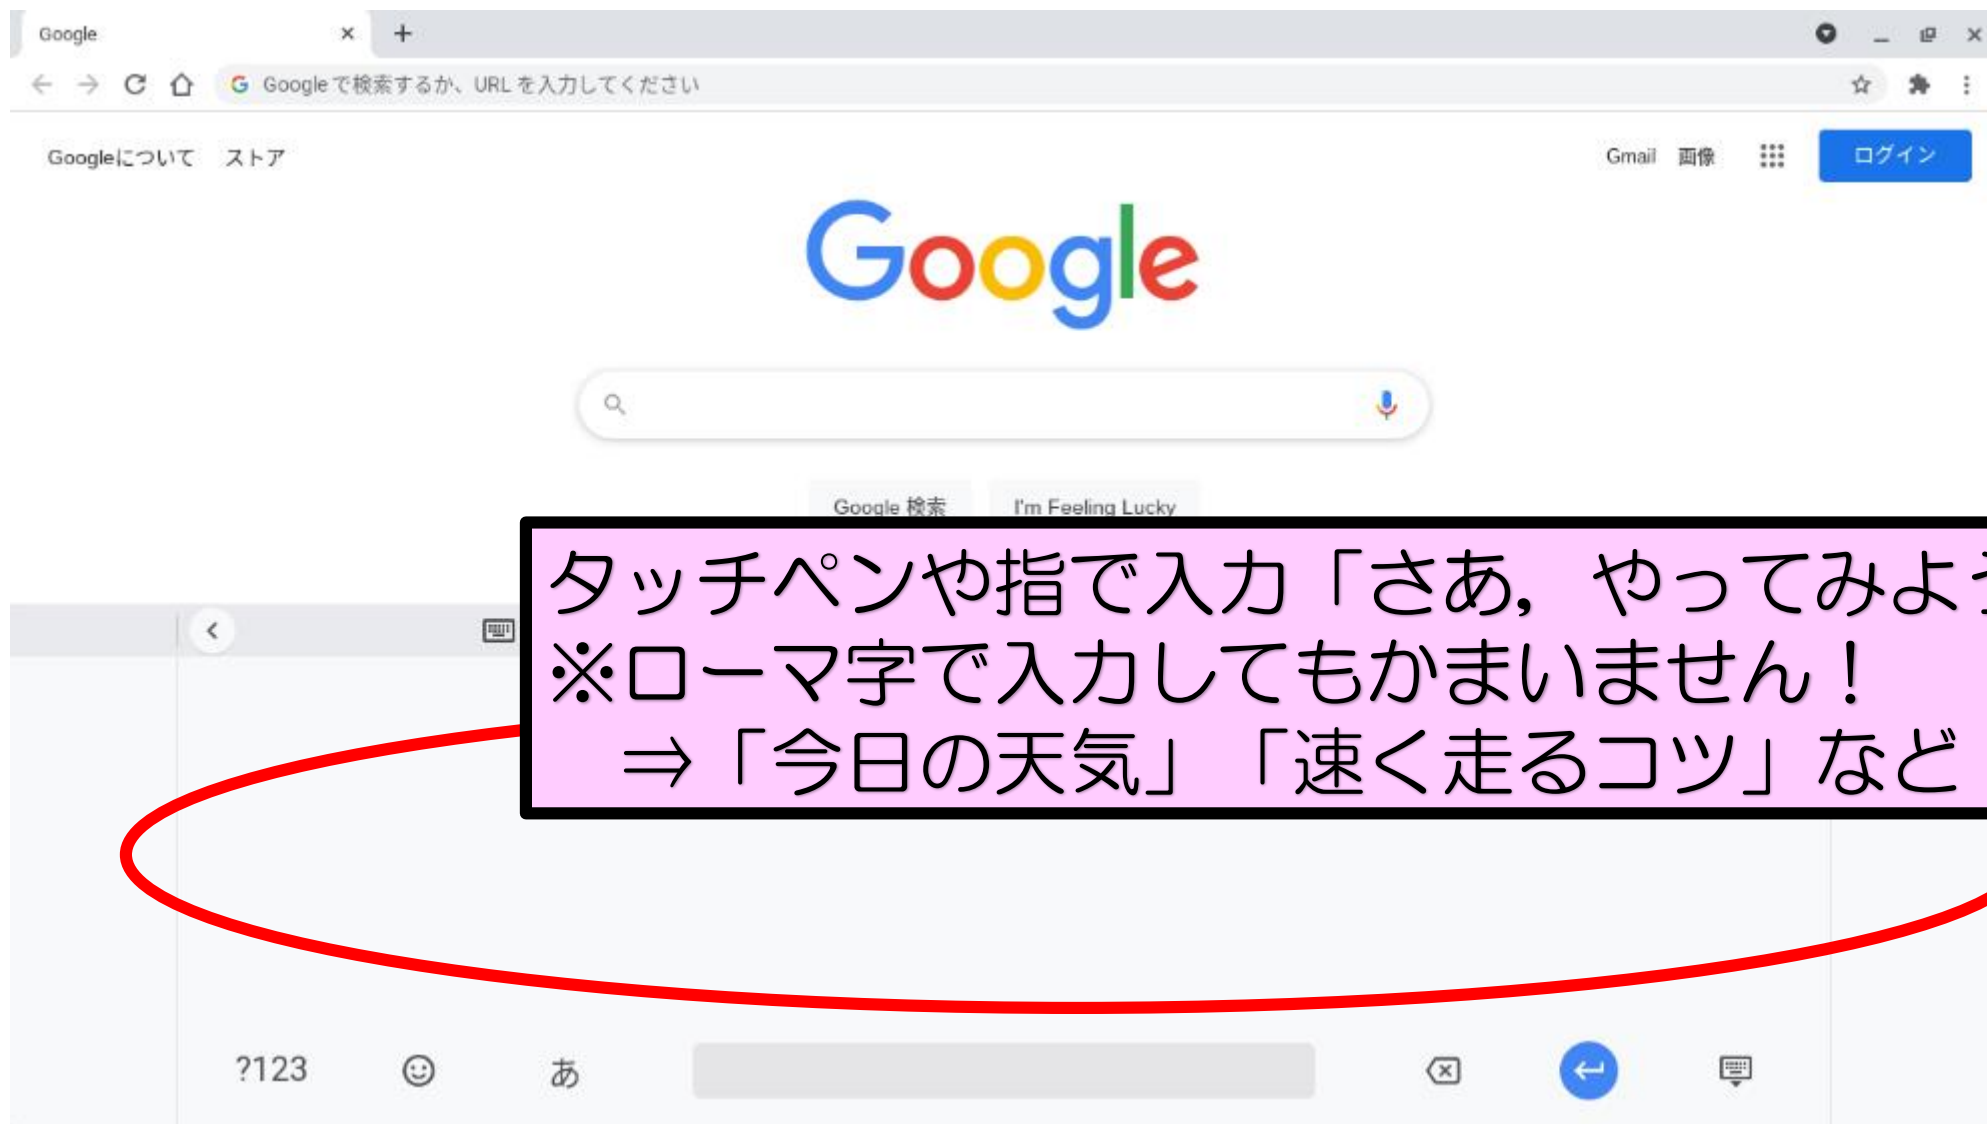 Google
Google で検索するか、URL を入力してください
Googleについて ストア
Gmail 画像
ログイン
Google
Google 検索 I'm Feeling Lucky
タッチペンや指で入力「さあ，やってみよう
※ローマ字で入力してもかまいません！
⇒「今日の天気」「速く走るコツ」など
?123 あ